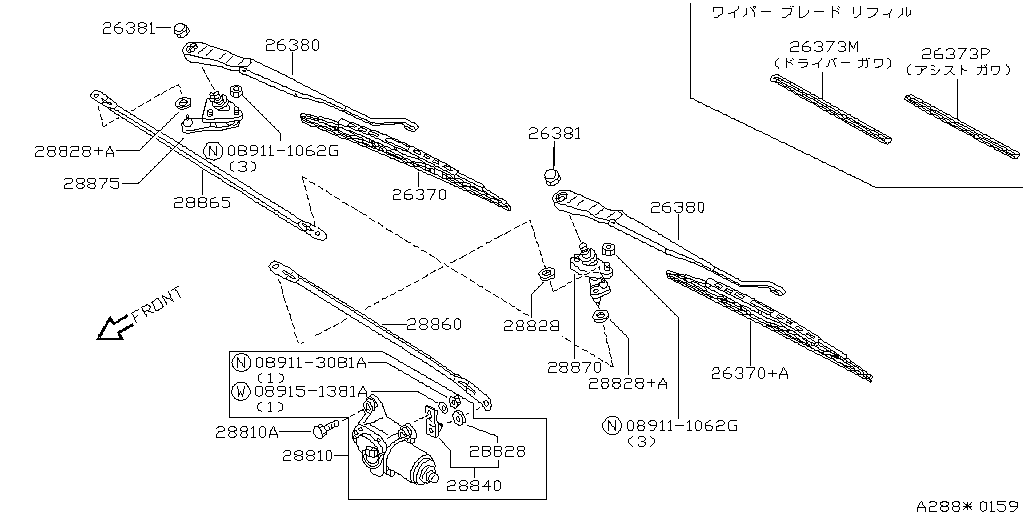 ワイパー ブレード リフィル
26373M
(ドライバー ガワ)
26373P
(アシスト ガワ)
26381
26380
28828+A
N 08911-1062G
(3)
28875
28865
26370
26381
26380
28828
28860
FRONT
28870
28828+A
26370+A
N 08911-3081A
(1)
W 08915-1381A
(1)
N 08911-1062G
(3)
28810A
28810
28828
28840
A288* 0159